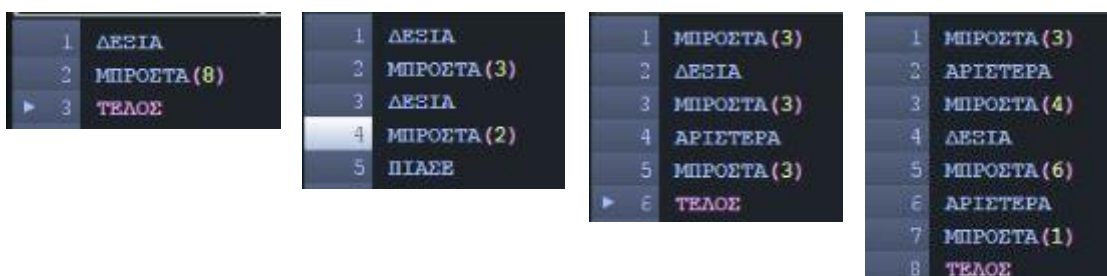 1 ΔΕΞΙΑ
2 ΜΠΡΟΣΤΑ(8)
3 ΤΕΛΟΣ
1 ΔΕΞΙΑ
2 ΜΠΡΟΣΤΑ(3)
3 ΔΕΞΙΑ
4 ΜΠΡΟΣΤΑ(2)
5 ΠΙΑΣΕ
1 ΜΠΡΟΣΤΑ(3)
2 ΔΕΞΙΑ
3 ΜΠΡΟΣΤΑ(3)
4 ΑΡΙΣΤΕΡΑ
5 ΜΠΡΟΣΤΑ(3)
6 ΤΕΛΟΣ
1 ΜΠΡΟΣΤΑ(3)
2 ΑΡΙΣΤΕΡΑ
3 ΜΠΡΟΣΤΑ(4)
4 ΔΕΞΙΑ
5 ΜΠΡΟΣΤΑ(6)
6 ΑΡΙΣΤΕΡΑ
7 ΜΠΡΟΣΤΑ(1)
8 ΤΕΛΟΣ